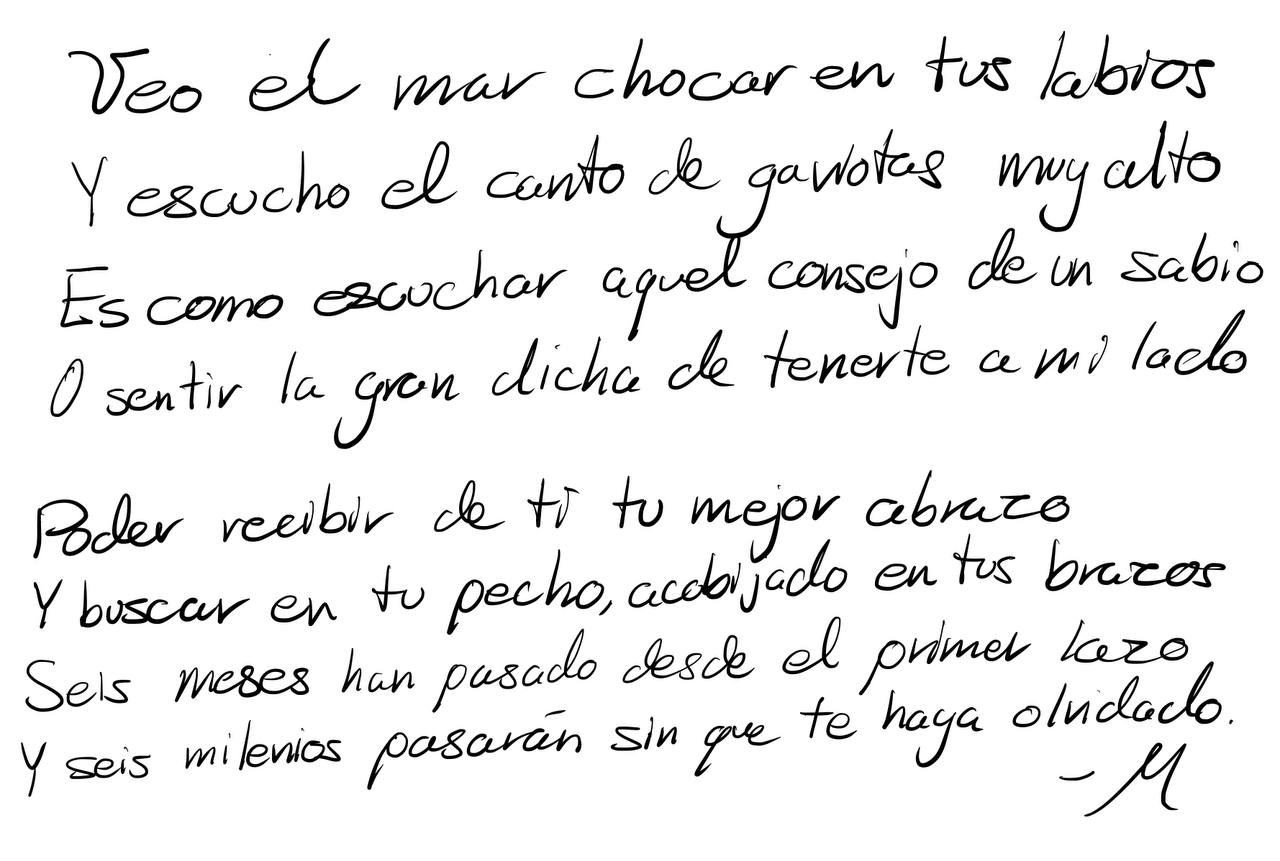 Veo el mar chocar en tus labios
Y escucho el canto de gaviotas muy alto
Es como escuchar aquel consejo de un sabio
O sentir la gran dicha de tenerte a mi lado
Poder recibir de ti tu mejor abrazo
Y buscar en tu pecho, acobijado en tus brazos
Seis meses han pasado desde el primer lazo
Y seis milenios pasarán sin que te haya olvidado.
- M